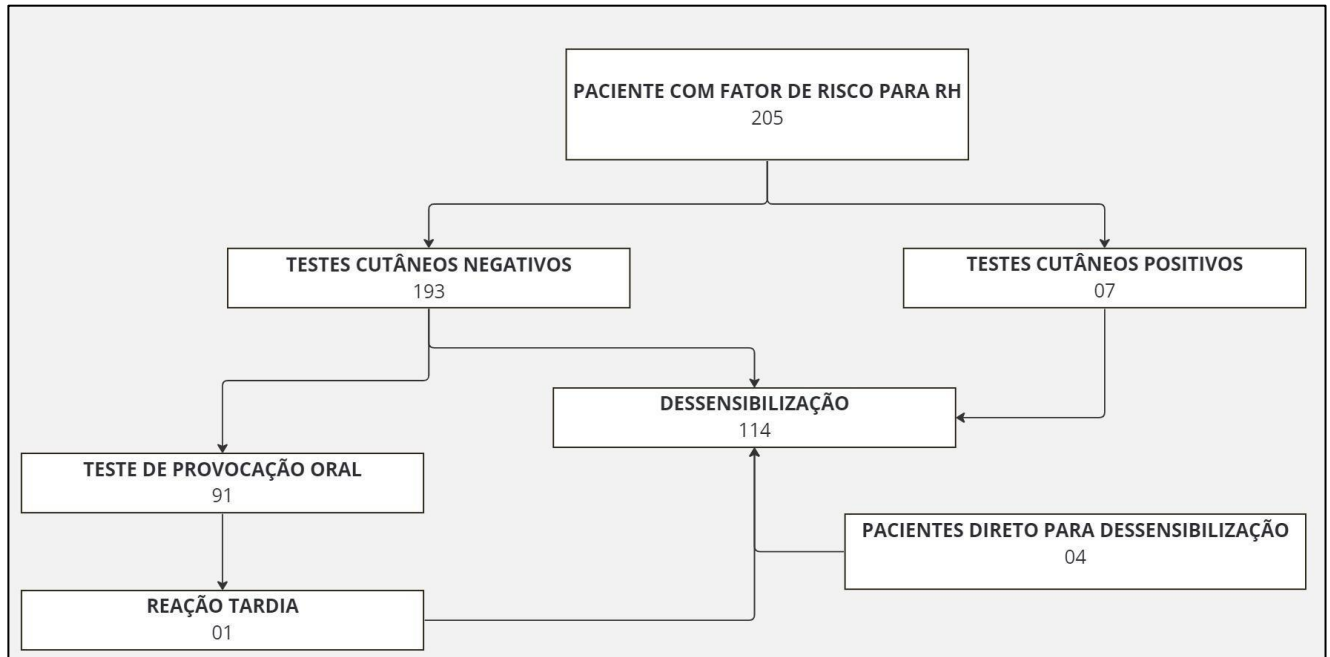 PACIENTE COM FATOR DE RISCO PARA RH
205
TESTES CUTÂNEOS NEGATIVOS
193
TESTES CUTÂNEOS POSITIVOS
07
DESSENSIBILIZAÇÃO
114
TESTE DE PROVOCAÇÃO ORAL
91
PACIENTES DIRETO PARA DESSENSIBILIZAÇÃO
04
REAÇÃO TARDIA
01